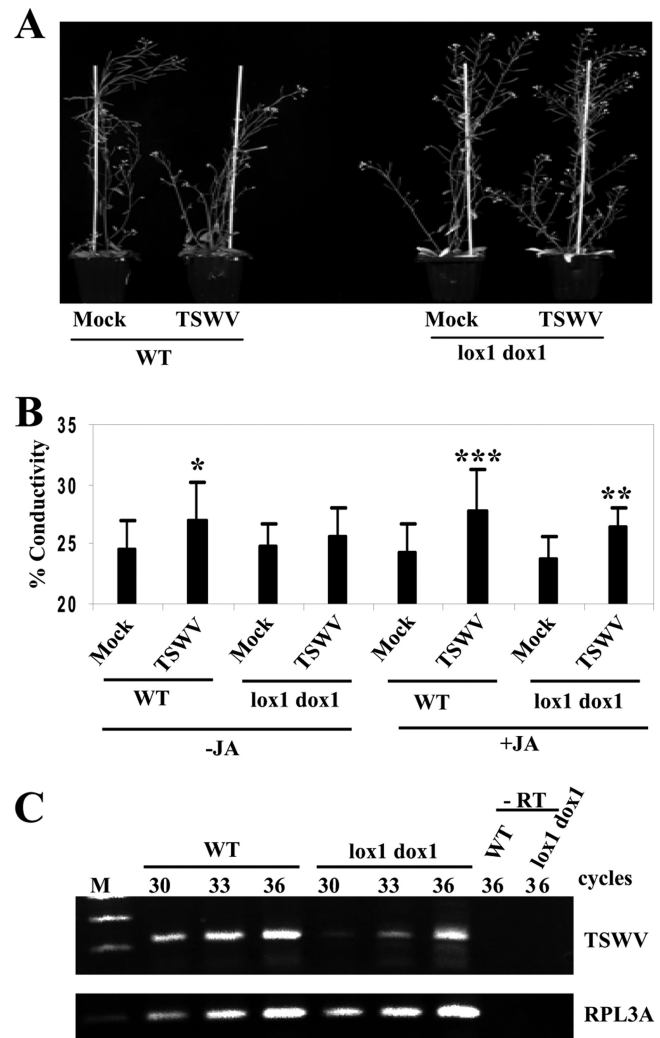 A
Mock TSWV Mock TSWV
WT lox1 dox1
B
% Conductivity
35
30
25
20
* *** **
Mock TSWV Mock TSWV Mock TSWV Mock TSWV
WT lox1 dox1 WT lox1 dox1
-JA +JA
C
- RT
WT lox1 dox1 WT lox1 dox1
M 30 33 36 30 33 36 36 36 cycles
TSWV
RPL3A